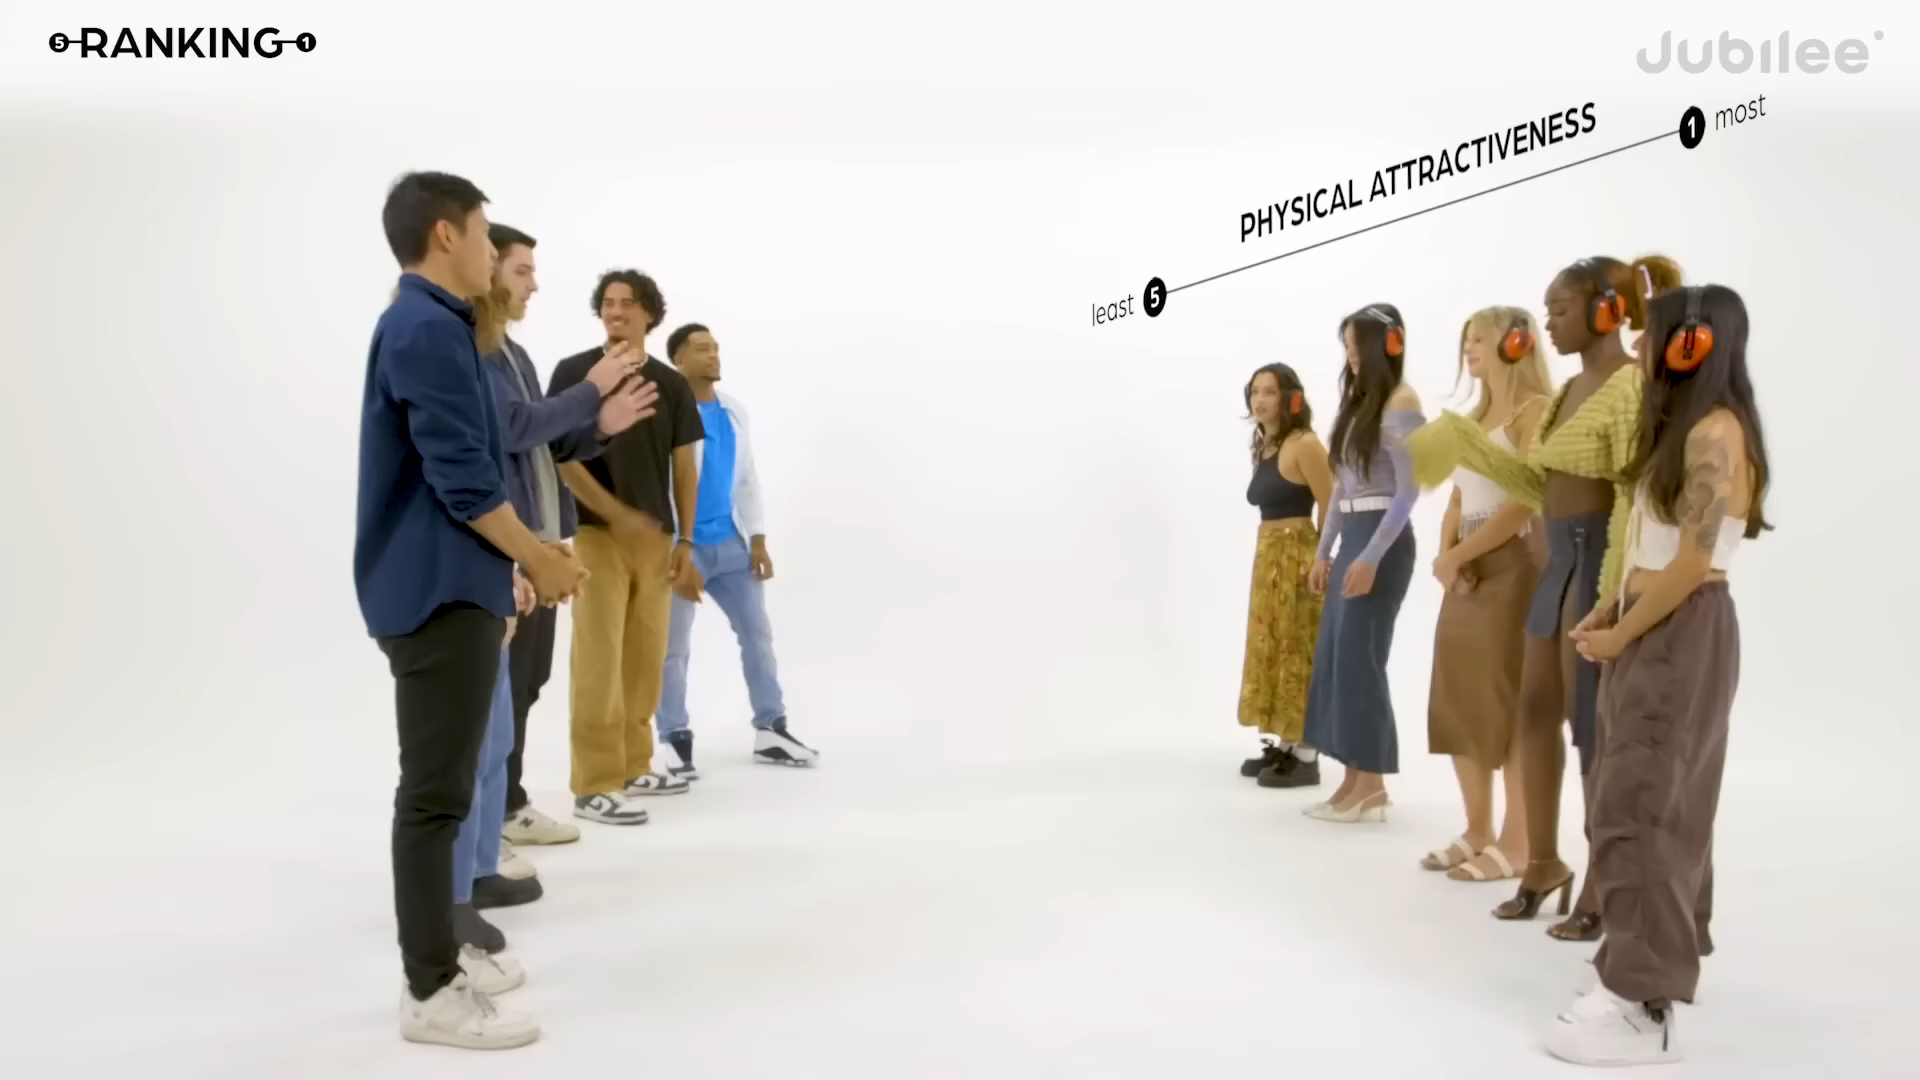 5 RANKING 1
Jubilee
PHYSICAL ATTRACTIVENESS
least 5
1 most